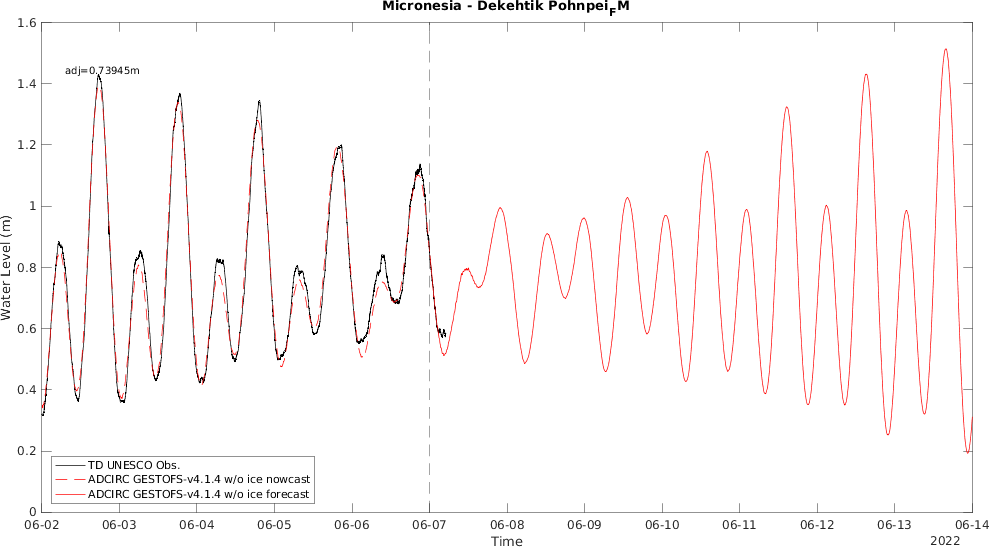 Micronesia - Dekehtik Pohnpei_FM
adj=0.73945m
Water Level (m)
1.6
1.4
1.2
1
0.8
0.6
0.4
0.2
0
TD UNESCO Obs.
ADCIRC GESTOFS-v4.1.4 w/o ice nowcast
ADCIRC GESTOFS-v4.1.4 w/o ice forecast
06-02 06-03 06-04 06-05 06-06 06-07 06-08 06-09 06-10 06-11 06-12 06-13 06-14
Time
2022